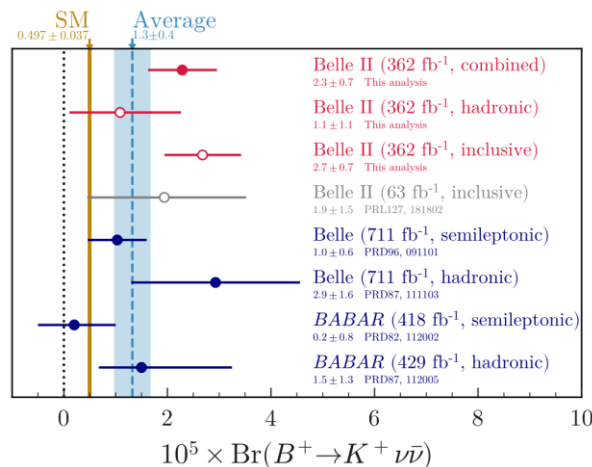 SM
0.497 ± 0.037
Average
1.3±0.4
Belle II (362 fb⁻¹, combined)
2.3 ± 0.7 This analysis
Belle II (362 fb⁻¹, hadronic)
1.1 ± 1.1 This analysis
Belle II (362 fb⁻¹, inclusive)
2.7 ± 0.7 This analysis
Belle II (63 fb⁻¹, inclusive)
1.9 ± 1.5 PRL127, 181802
Belle (711 fb⁻¹, semileptonic)
1.0 ± 0.6 PRD96, 091101
Belle (711 fb⁻¹, hadronic)
2.9 ± 1.6 PRD87, 111103
BABAR (418 fb⁻¹, semileptonic)
0.2 ± 0.8 PRD82, 112002
BABAR (429 fb⁻¹, hadronic)
1.5 ± 1.3 PRD87, 112005
0 2 4 6 8 10
10⁵ × Br(B⁺→K⁺νν̄)